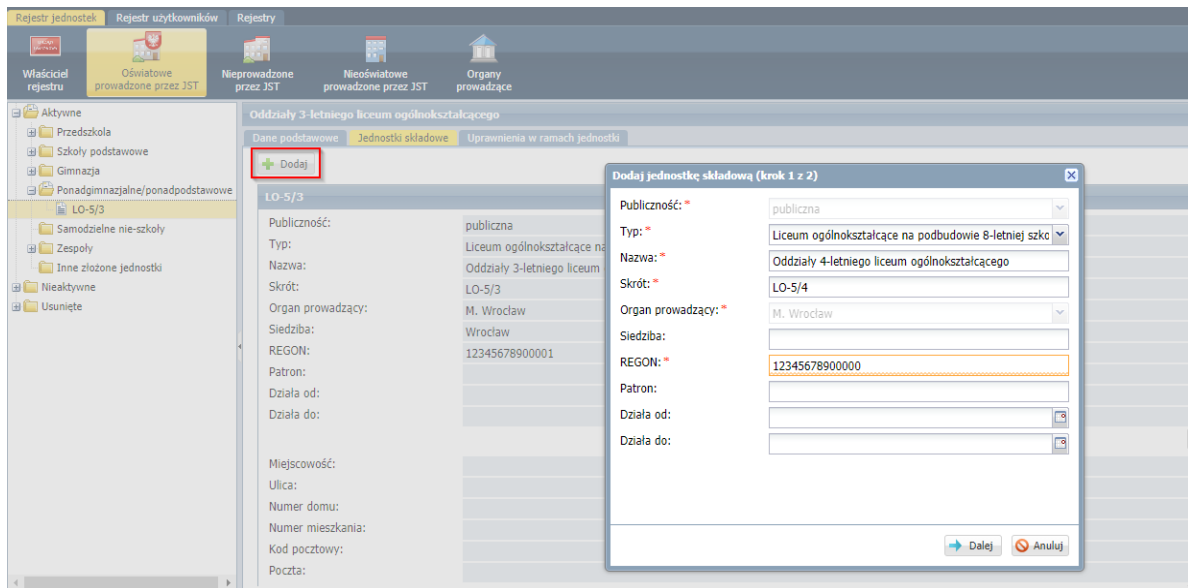 Rejestr jednostek Rejestr użytkowników Rejestry
Właściciel rejestru
Oświatowe prowadzone przez JST
Nieprowadzone przez JST
Nieoświatowe prowadzone przez JST
Organy prowadzące
Aktywne
Przedszkola
Szkoły podstawowe
Gimnazja
Ponadgimnazjalne/ponadpodstawowe
LO-5/3
Samodzielne nie-szkoły
Zespoły
Inne złożone jednostki
Nieaktywne
Usunięte
Oddziały 3-letniego liceum ogólnokształcącego
Dane podstawowe Jednostki składowe Uprawnienia w ramach jednostki
Dodaj
LO-5/3
Publiczność: publiczna
Typ: Liceum ogólnokształcące na
Nazwa: Oddziały 3-letniego liceum
Skrót: LO-5/3
Organ prowadzący: M. Wrocław
Siedziba: Wrocław
REGON: 12345678900001
Patron:
Działa od:
Działa do:
Miejscowość:
Ulica:
Numer domu:
Numer mieszkania:
Kod pocztowy:
Poczta:
Dodaj jednostkę składową (krok 1 z 2)
Publiczność: * publiczna
Typ: * Liceum ogólnokształcące na podbudowie 8-letniej szko
Nazwa: * Oddziały 4-letniego liceum ogólnokształcącego
Skrót: * LO-5/4
Organ prowadzący: * M. Wrocław
Siedziba:
REGON: * 12345678900000
Patron:
Działa od:
Działa do:
Dalej Anuluj